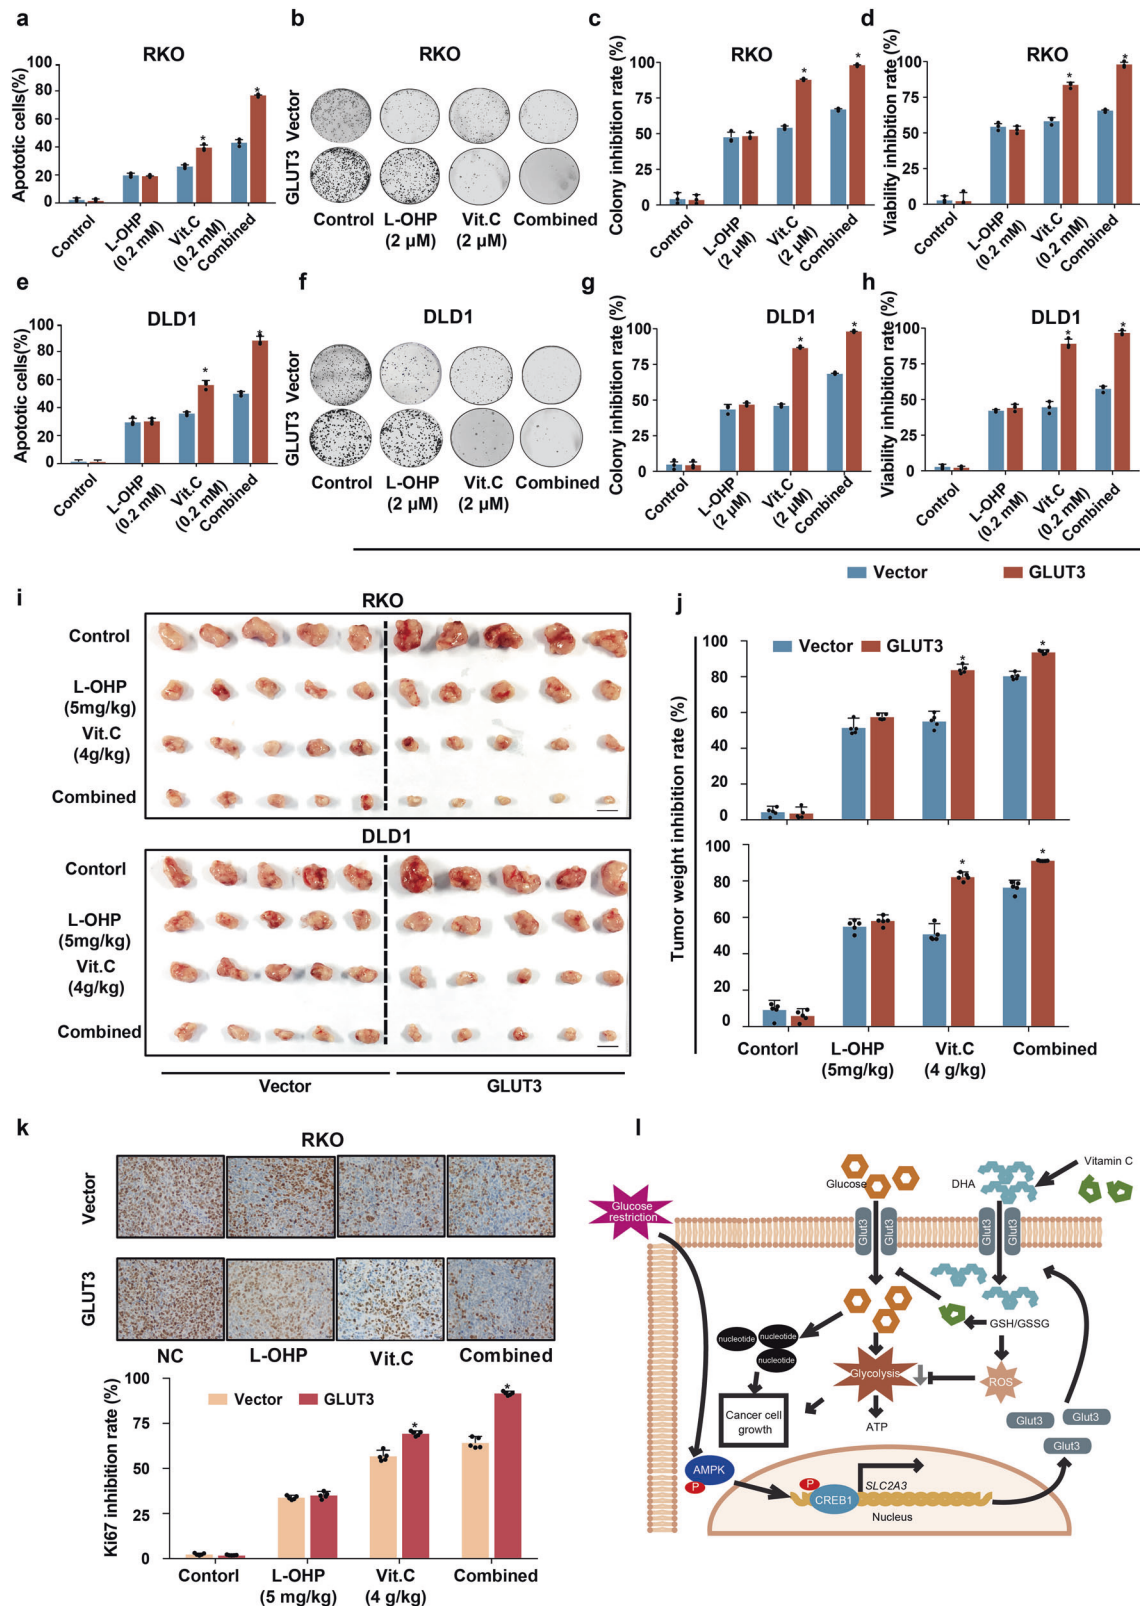 a
RKO
Apoptotic cells(%)
100
80
60
40
20
0
Control
L-OHP
(0.2 mM)
Vit.C
(0.2 mM)
Combined
b
RKO
Vector
GLUT3
Control
L-OHP
(2 µM)
Vit.C
(2 µM)
Combined
c
RKO
Colony inhibition rate (%)
100
75
50
25
0
*
*
Control
L-OHP
(2 µM)
Vit.C
(2 µM)
Combined
d
RKO
Viability inhibition rate (%)
100
75
50
25
0
*
*
Control
L-OHP
(0.2 mM)
Vit.C
(0.2 mM)
Combined
e
DLD1
Apototic cells(%)
100
80
60
40
20
0
*
*
Control
L-OHP
(0.2 mM)
Vit.C
(0.2 mM)
Combined
f
DLD1
Vector
GLUT3
Control
L-OHP
(2 µM)
Vit.C
(2 µM)
Combined
g
DLD1
Colony inhibition rate (%)
100
75
50
25
0
*
*
Control
L-OHP
(2 µM)
Vit.C
(2 µM)
Combined
h
DLD1
Viability inhibition rate (%)
100
75
50
25
0
*
*
Control
L-OHP
(0.2 mM)
Vit.C
(0.2 mM)
Combined
Vector
GLUT3
i
RKO
Control
L-OHP
(5mg/kg)
Vit.C
(4g/kg)
Combined
DLD1
Contorl
L-OHP
(5mg/kg)
Vit.C
(4g/kg)
Combined
Vector
GLUT3
j
Vector
GLUT3
Tumor weight inhibition rate (%)
100
80
60
40
20
0
*
*
100
80
60
40
20
0
*
*
Contorl
L-OHP
(5mg/kg)
Vit.C
(4 g/kg)
Combined
k
RKO
Vector
GLUT3
NC
L-OHP
Vit.C
Combined
Vector
GLUT3
Ki67 inhibition rate (%)
100
75
50
25
0
*
*
Contorl
L-OHP
(5 mg/kg)
Vit.C
(4 g/kg)
Combined
l
Glucose
restriction
Glucose
DHA
Vitamin C
Glut3
Glut3
Glut3
Glut3
GSH/GSSG
nucleotide
nucleotide
nucleotide
Glycolysis
ROS
Cancer cell
growth
ATP
Glut3
Glut3
Glut3
AMPK
P
P
CREB1
SLC2A3
Nucleus